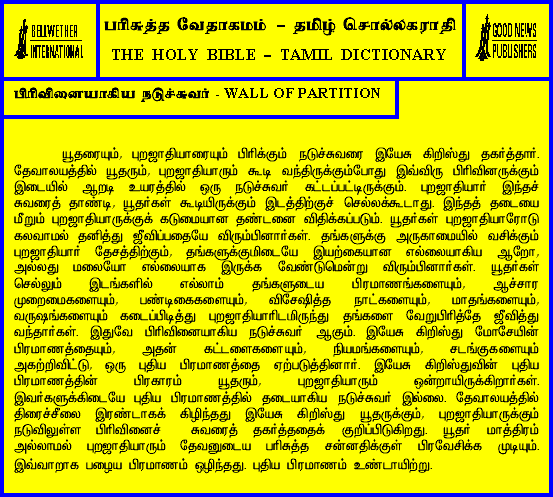 BELLWETHER
INTERNATIONAL
பரிசுத்த வேதாகமம் – தமிழ் சொல்லகராதி
THE HOLY BIBLE – TAMIL DICTIONARY
GOOD NEWS
PUBLISHERS
பிரிவினையாகிய நடுச்சுவர் - WALL OF PARTITION
யூதரையும், புறஜாதியாரையும் பிரிக்கும் நடுச்சுவரை இயேசு கிறிஸ்து தகர்த்தார்.
தேவாலயத்தில் யூதரும், புறஜாதியாரும் கூடி வந்திருக்கும்போது இவ்விரு பிரிவினருக்கும்
இடையில் ஆறடி உயரத்தில் ஒரு நடுச்சுவர் கட்டப்பட்டிருக்கும். புறஜாதியார் இந்தச்
சுவரைத் தாண்டி, யூதர்கள் கூடியிருக்கும் இடத்திற்குச் செல்லக்கூடாது. இந்தத் தடையை
மீறும் புறஜாதியாருக்குக் கடுமையான தண்டனை விதிக்கப்படும். யூதர்கள் புறஜாதியாரோடு
கலவாமல் தனித்து ஜீவிப்பதையே விரும்பினார்கள். தங்களுக்கு அருகாமையில் வசிக்கும்
புறஜாதியார் தேசத்திற்கும், தங்களுக்குமிடையே இயற்கையான எல்லையாகிய ஆறோ,
அல்லது மலையோ எல்லையாக இருக்க வேண்டுமென்று விரும்பினார்கள். யூதர்கள்
செல்லும் இடங்களில் எல்லாம் தங்களுடைய பிரமாணங்களையும், ஆச்சார
முறைமைகளையும், பண்டிகைகளையும், விசேஷித்த நாட்களையும், மாதங்களையும்,
வருஷங்களையும் கடைப்பிடித்து புறஜாதியாரிடமிருந்து தங்களை வேறுபிரித்தே ஜீவித்து
வந்தார்கள். இதுவே பிரிவினையாகிய நடுச்சுவர் ஆகும். இயேசு கிறிஸ்து மோசேயின்
பிரமாணத்தையும், அதன் கட்டளைகளையும், நியமங்களையும், சடங்குகளையும்
அகற்றிவிட்டு, ஒரு புதிய பிரமாணத்தை ஏற்படுத்தினார். இயேசு கிறிஸ்துவின் புதிய
பிரமாணத்தின் பிரகாரம் யூதரும், புறஜாதியாரும் ஒன்றாயிருக்கிறார்கள்.
இவர்களுக்கிடையே புதிய பிரமாணத்தில் தடையாகிய நடுச்சுவர் இல்லை. தேவாலயத்தில்
திரைச்சீலை இரண்டாகக் கிழிந்தது இயேசு கிறிஸ்து யூதருக்கும், புறஜாதியாருக்கும்
நடுவிலுள்ள பிரிவினைச் சுவரைத் தகர்த்ததைக் குறிப்பிடுகிறது. யூதர் மாத்திரம்
அல்லாமல் புறஜாதியாரும் தேவனுடைய பரிசுத்த சன்னதிக்குள் பிரவேசிக்க முடியும்.
இவ்வாறாக பழைய பிரமாணம் ஒழிந்தது. புதிய பிரமாணம் உண்டாயிற்று.